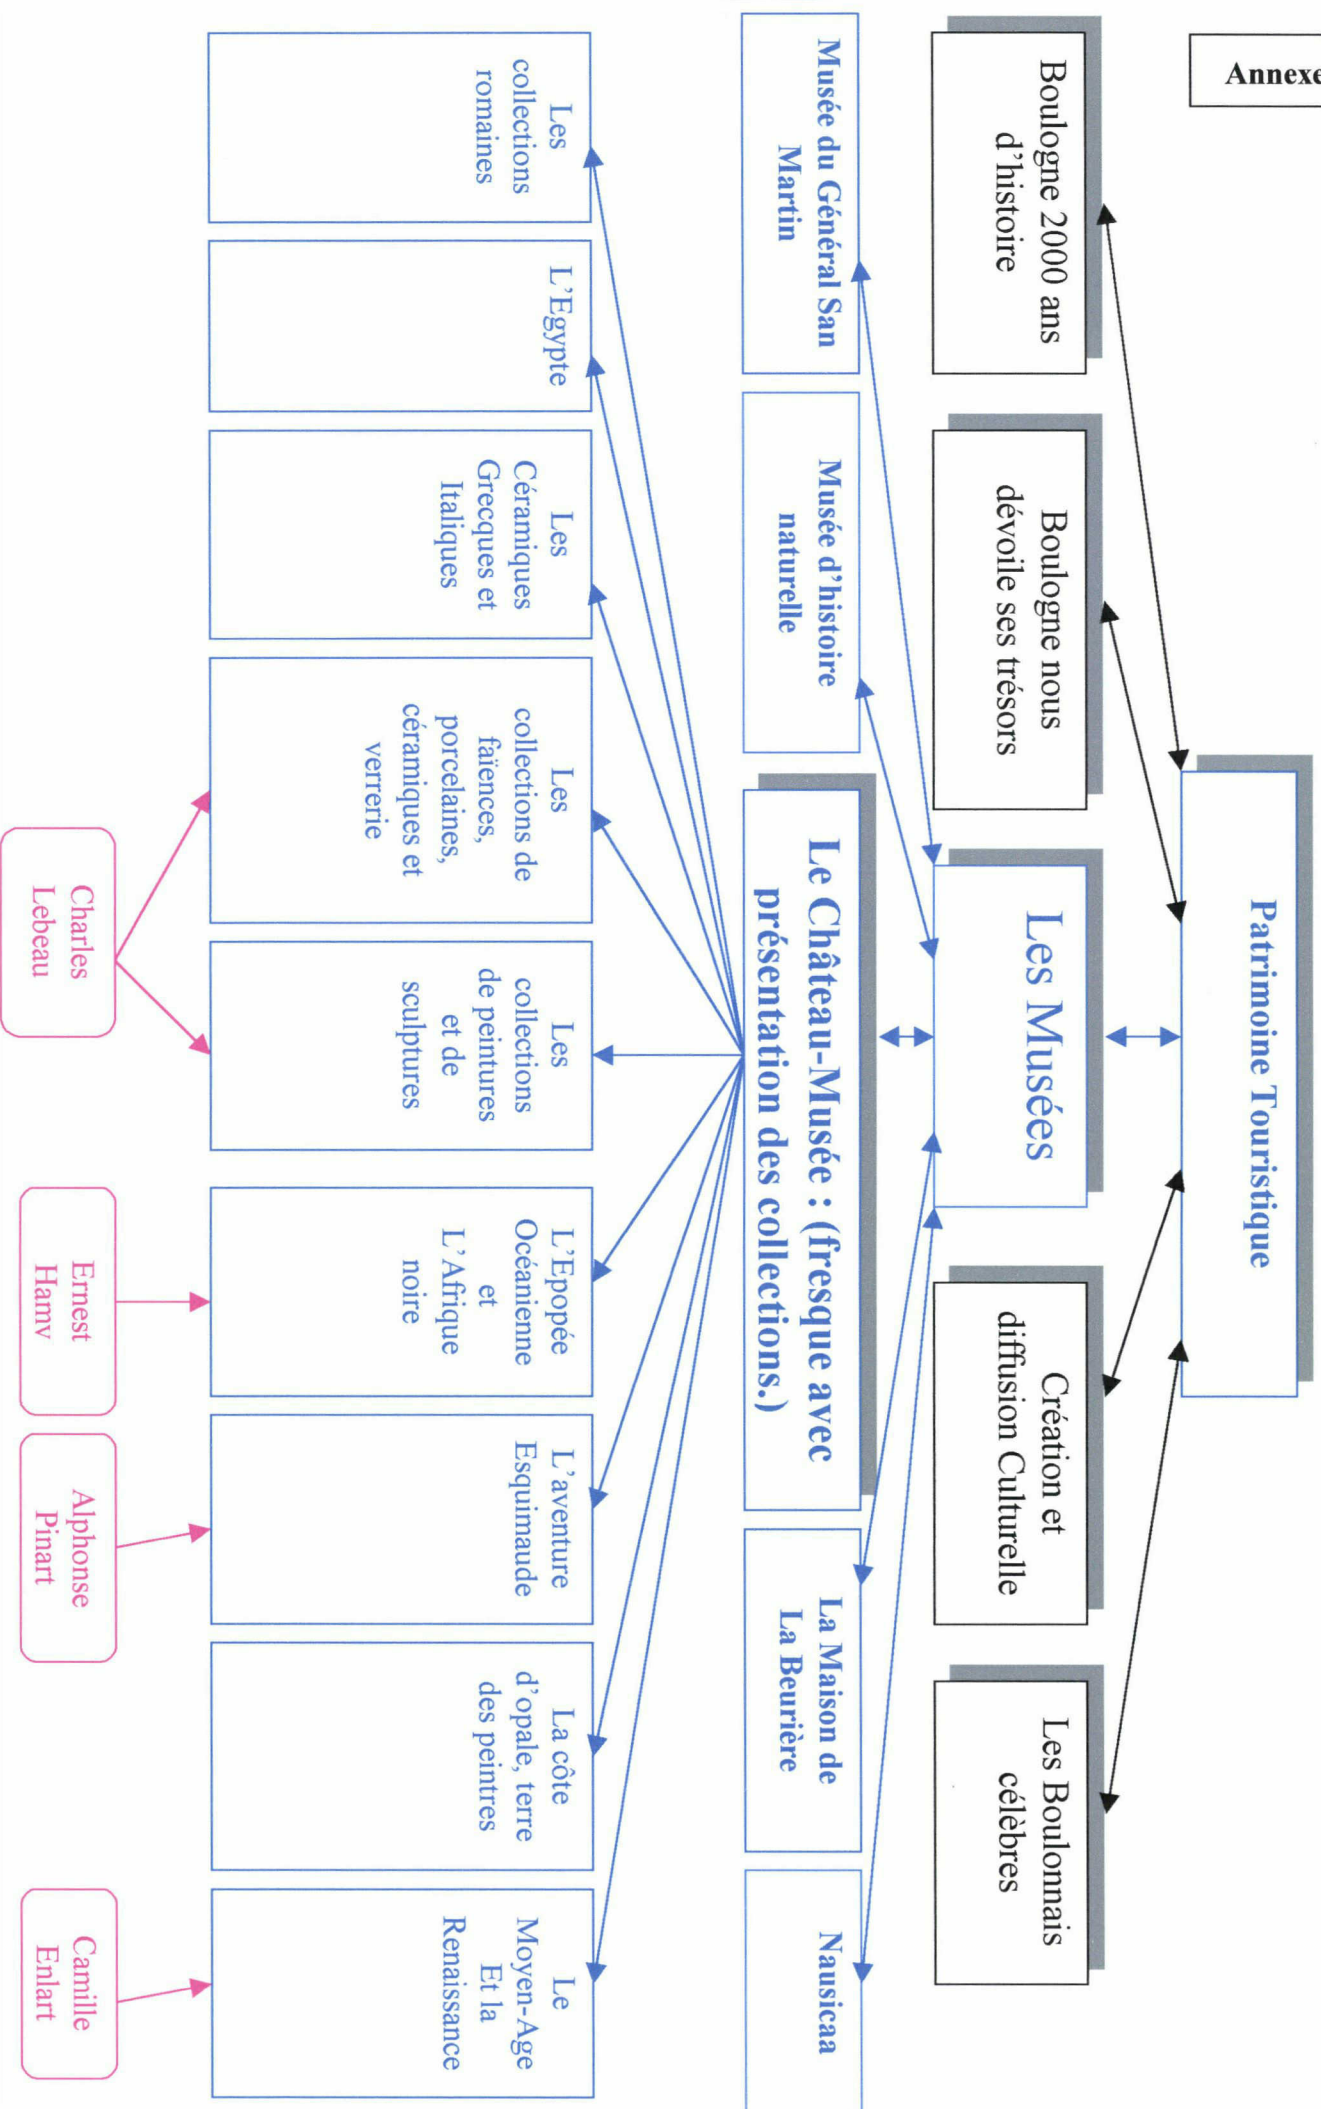 Annexe
Patrimoine Touristique
Boulogne 2000 ans
d'histoire
Boulogne nous
dévoile ses trésors
Les Musées
Création et
diffusion Culturelle
Les Boulonnais
célèbres
Musée du Général San
Martin
Musée d'histoire
naturelle
Le Château-Musée : (fresque avec
présentation des collections.)
La Maison de
La Beurière
Nausicaa
Les
collections
romaines
L'Egypte
Les
Céramiques
Grecques et
Italiques
Les
collections de
faïences,
porcelaines,
céramiques et
verrerie
Les
collections
de peintures
et de
sculptures
L'Epopée
Océanienne
et
L'Afrique
noire
L'aventure
Esquimaude
La côte
d'opale, terre
des peintres
Le
Moyen-Age
Et la
Renaissance
Charles
Lebeau
Ernest
Hamy
Alphonse
Pinart
Camille
Enlart